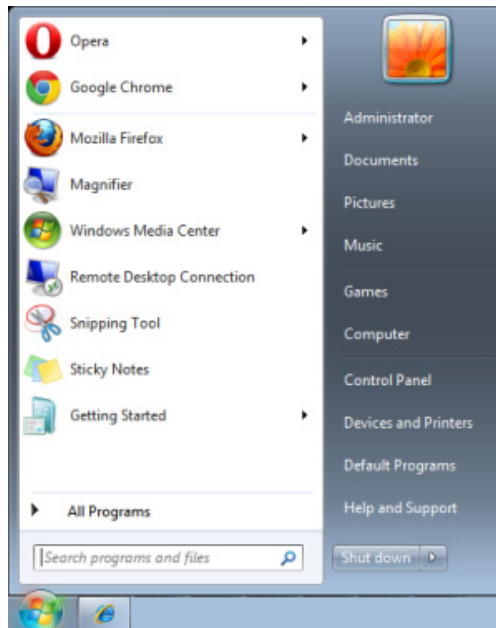 Opera
Google Chrome
Mozilla Firefox
Magnifier
Windows Media Center
Remote Desktop Connection
Snipping Tool
Sticky Notes
Getting Started
All Programs
Search programs and files
Administrator
Documents
Pictures
Music
Games
Computer
Control Panel
Devices and Printers
Default Programs
Help and Support
Shut down